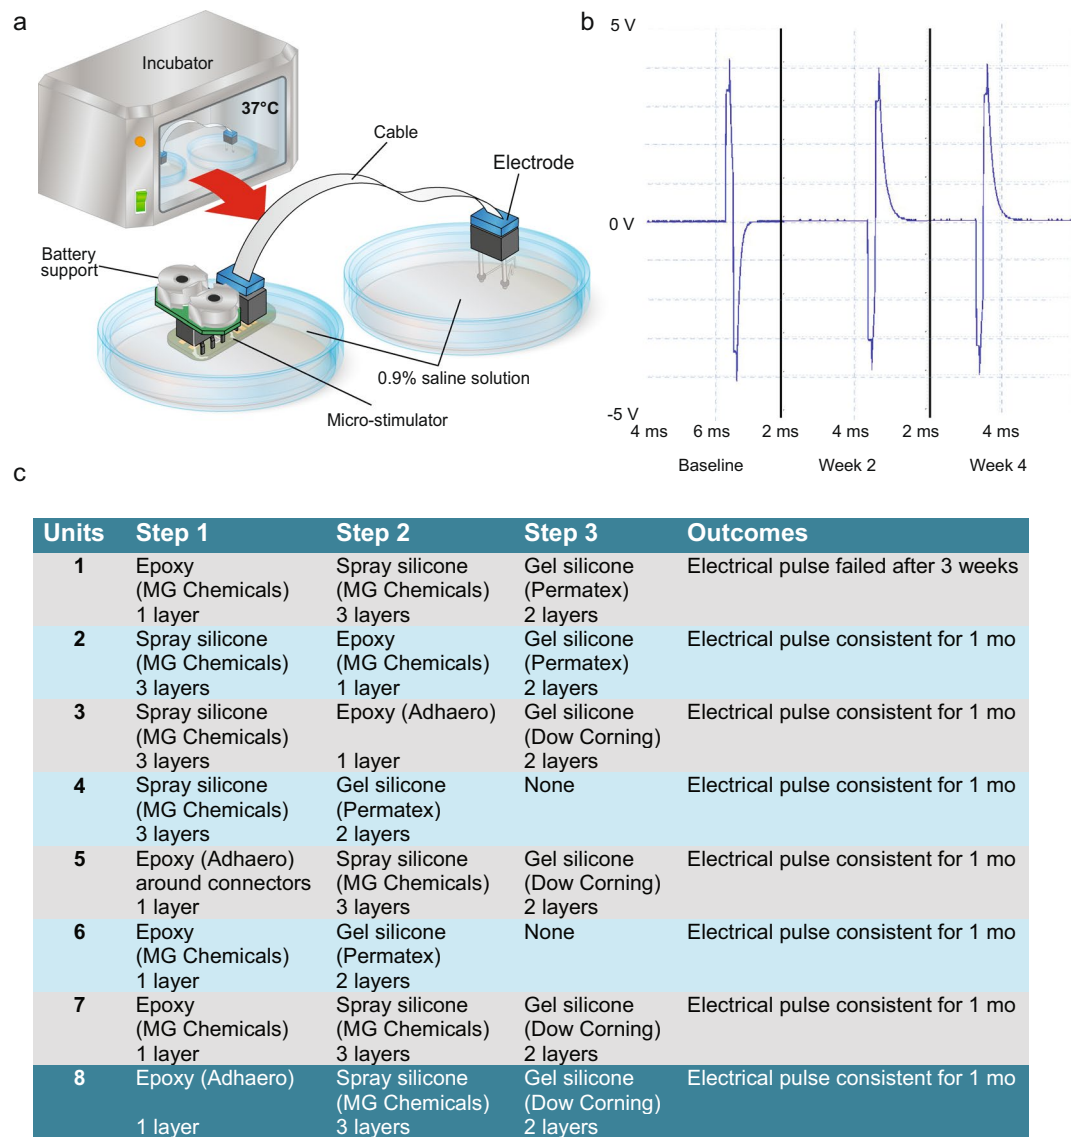 a
Incubator
37°C
Cable
Electrode
Battery
support
0.9% saline solution
Micro-stimulator
b
5 V
0 V
-5 V
4 ms 6 ms 2 ms 4 ms 2 ms 4 ms
Baseline Week 2 Week 4
c
Units Step 1 Step 2 Step 3 Outcomes
1 Epoxy Spray silicone Gel silicone Electrical pulse failed after 3 weeks
(MG Chemicals) (MG Chemicals) (Permatex)
1 layer 3 layers 2 layers
2 Spray silicone Epoxy Gel silicone Electrical pulse consistent for 1 mo
(MG Chemicals) (MG Chemicals) (Permatex)
3 layers 1 layer 2 layers
3 Spray silicone Epoxy (Adhaero) Gel silicone Electrical pulse consistent for 1 mo
(MG Chemicals) (Dow Corning)
3 layers 1 layer 2 layers
4 Spray silicone Gel silicone None Electrical pulse consistent for 1 mo
(MG Chemicals) (Permatex)
3 layers 2 layers
5 Epoxy (Adhaero) Spray silicone Gel silicone Electrical pulse consistent for 1 mo
around connectors (MG Chemicals) (Dow Corning)
1 layer 3 layers 2 layers
6 Epoxy Gel silicone None Electrical pulse consistent for 1 mo
(MG Chemicals) (Permatex)
1 layer 2 layers
7 Epoxy Spray silicone Gel silicone Electrical pulse consistent for 1 mo
(MG Chemicals) (MG Chemicals) (Dow Corning)
1 layer 3 layers 2 layers
8 Epoxy (Adhaero) Spray silicone Gel silicone Electrical pulse consistent for 1 mo
(MG Chemicals) (Dow Corning)
1 layer 3 layers 2 layers